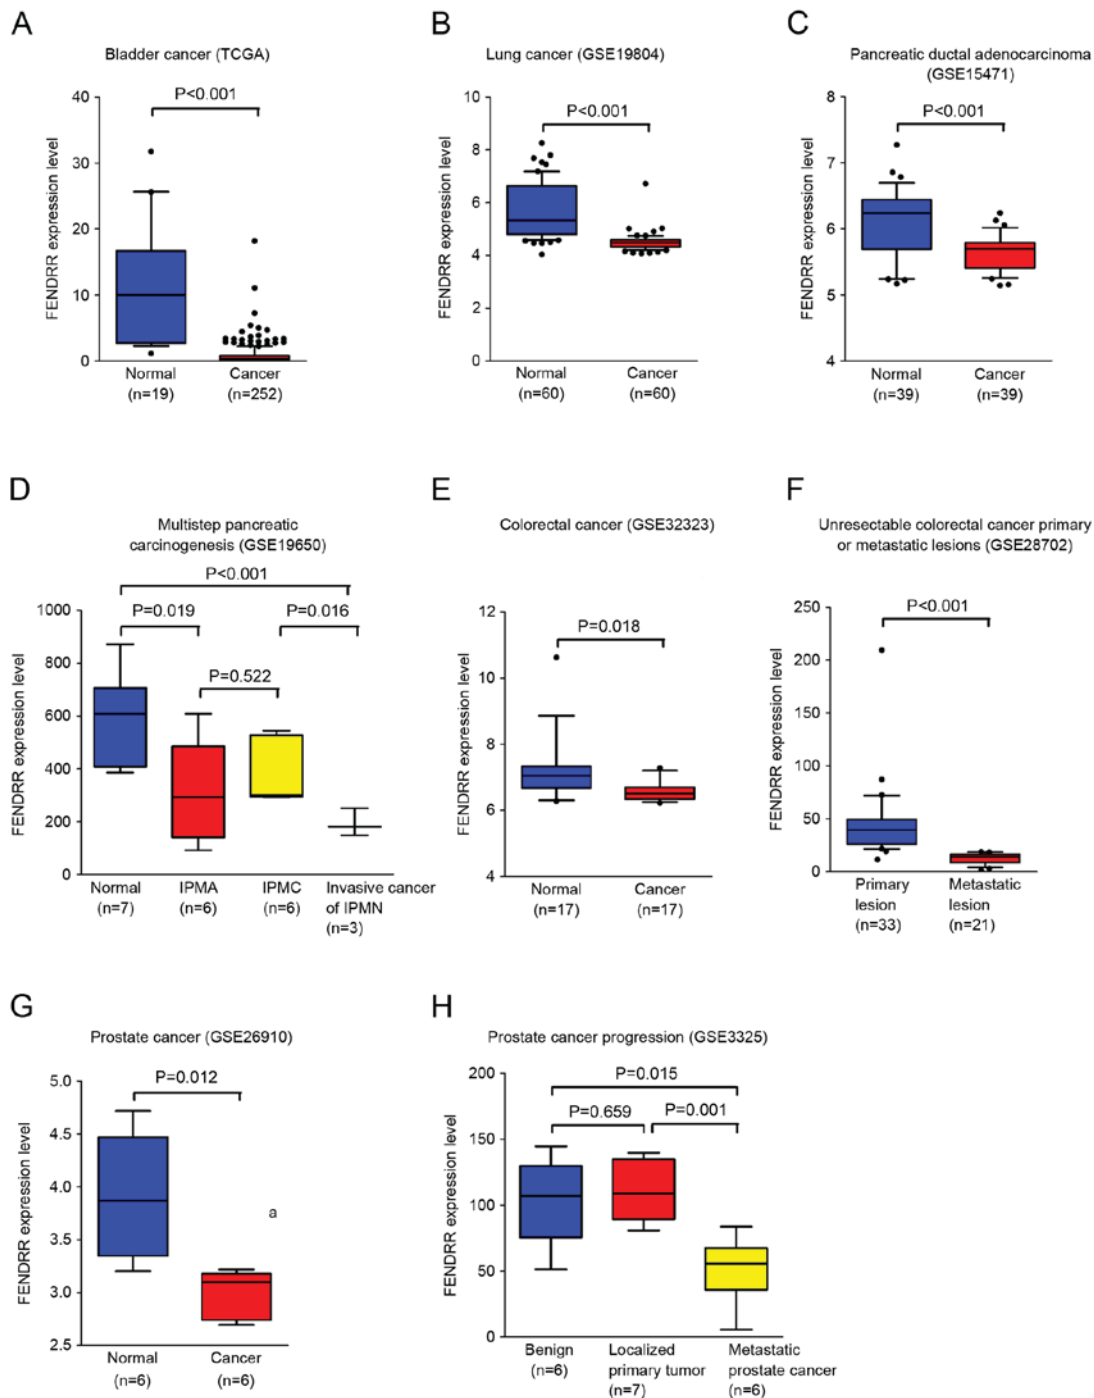 A
Bladder cancer (TCGA)
P<0.001
FENDRR expression level
40
30
20
10
0
Normal
(n=19)
Cancer
(n=252)
B
Lung cancer (GSE19804)
P<0.001
FENDRR expression level
10
8
6
4
2
0
Normal
(n=60)
Cancer
(n=60)
C
Pancreatic ductal adenocarcinoma
(GSE15471)
P<0.001
FENDRR expression level
8
7
6
5
4
Normal
(n=39)
Cancer
(n=39)
D
Multistep pancreatic
carcinogenesis (GSE19650)
P<0.001
P=0.019
P=0.016
P=0.522
FENDRR expression level
1000
800
600
400
200
0
Normal
(n=7)
IPMA
(n=6)
IPMC
(n=6)
Invasive cancer
of IPMN
(n=3)
E
Colorectal cancer (GSE32323)
P=0.018
FENDRR expression level
12
10
8
6
4
Normal
(n=17)
Cancer
(n=17)
F
Unresectable colorectal cancer primary
or metastatic lesions (GSE28702)
P<0.001
FENDRR expression level
250
200
150
100
50
0
Primary
lesion
(n=33)
Metastatic
lesion
(n=21)
G
Prostate cancer (GSE26910)
P=0.012
FENDRR expression level
5.0
4.5
4.0
3.5
3.0
2.5
a
Normal
(n=6)
Cancer
(n=6)
H
Prostate cancer progression (GSE3325)
P=0.015
P=0.659
P=0.001
FENDRR expression level
200
150
100
50
0
Benign
(n=6)
Localized
primary tumor
(n=7)
Metastatic
prostate cancer
(n=6)